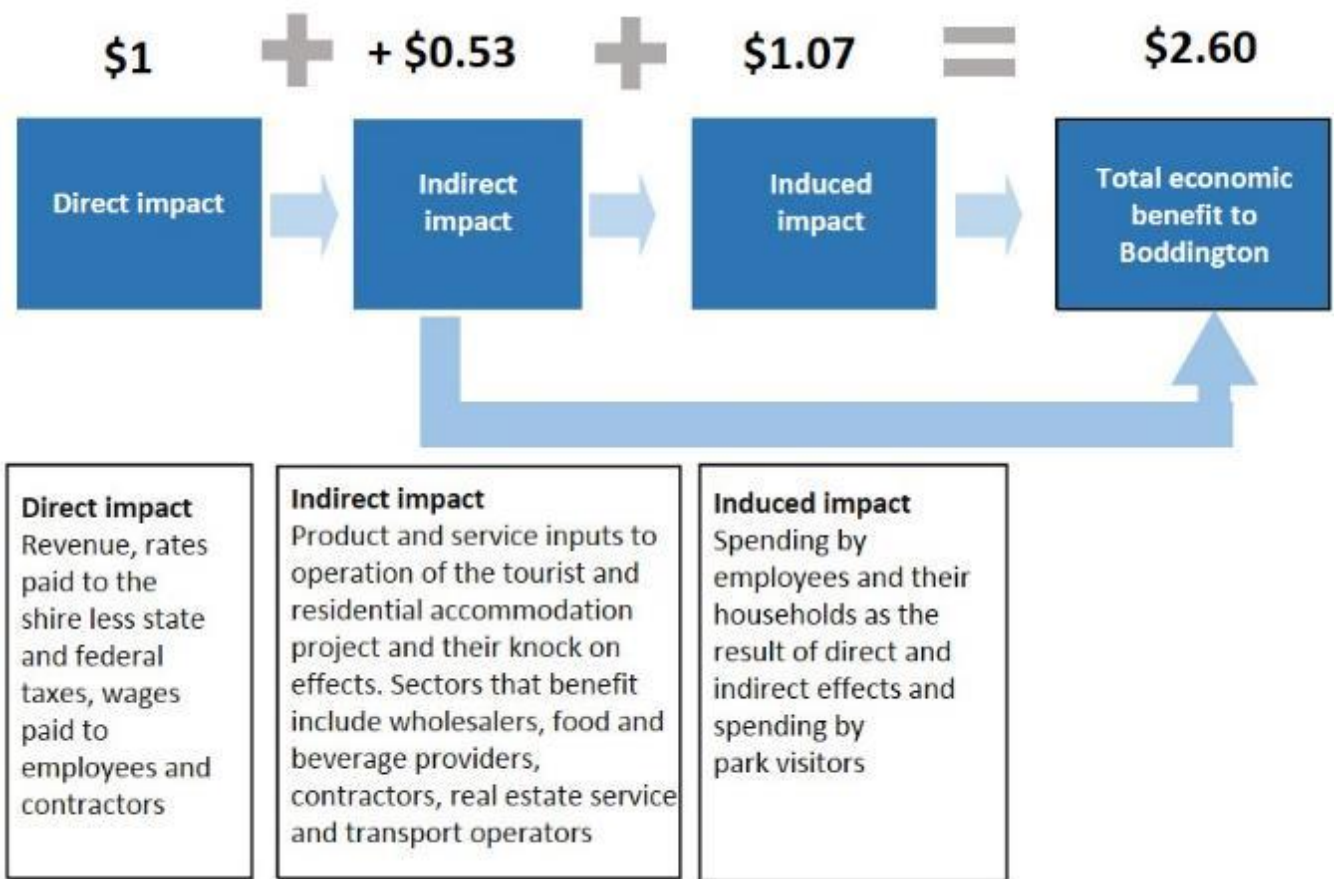 $1 + + $0.53 + $1.07 = $2.60
Direct impact
Indirect
impact
Induced
impact
Total economic
benefit to
Boddington
Direct impact
Revenue, rates
paid to the
shire less state
and federal
taxes, wages
paid to
employees and
contractors
Indirect impact
Product and service inputs to
operation of the tourist and
residential accommodation
project and their knock on
effects. Sectors that benefit
include wholesalers, food and
beverage providers,
contractors, real estate service
and transport operators
Induced impact
Spending by
employees and their
households as the
result of direct and
indirect effects and
spending by
park visitors